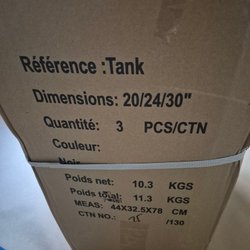 Référence :Tank
Dimensions: 20/24/30"
Quantité: 3 PCS/CTN
Couleur:
Noir
Poids net: 10.3 KGS
Poids total: 11.3 KGS
MEAS: 44X32.5X78 CM
CTN NO.: /130